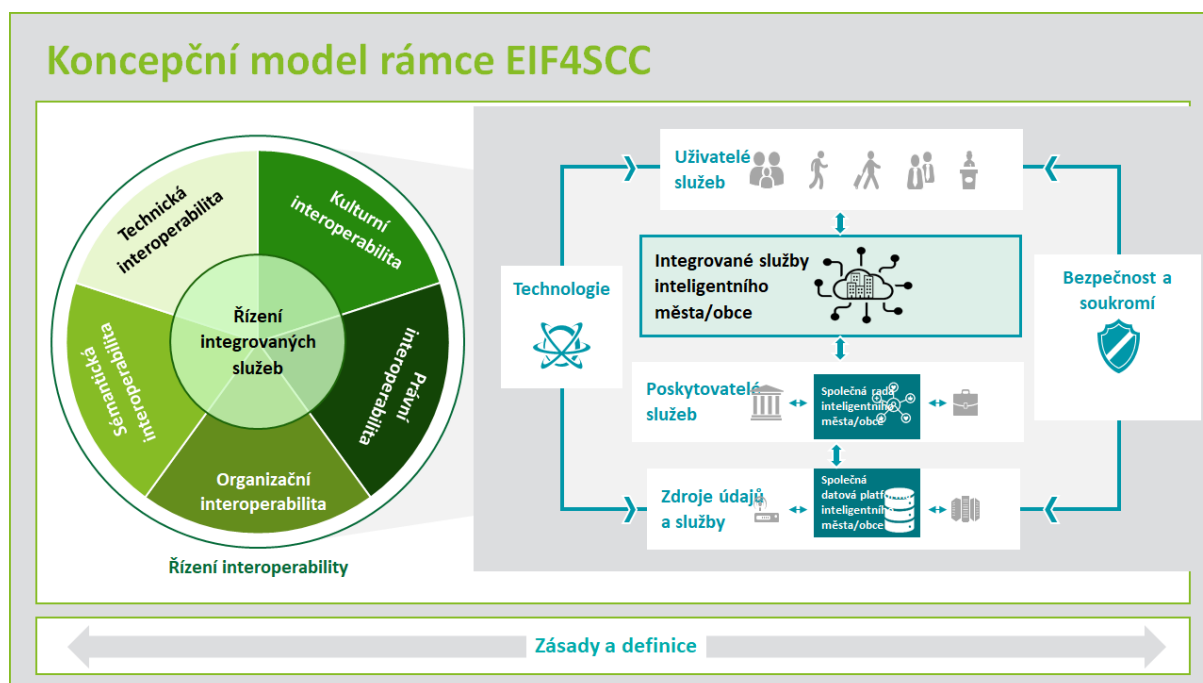 Koncepční model rámce EIF4SCC
Technická
interoperabilita
Kulturní
interoperabilita
Sémantická
interoperabilita
Právní
interoperabilita
Organizační
interoperabilita
Řízení
integrovaných
služeb
Řízení interoperability
Technologie
Uživatelé
služeb
Integrované služby
inteligentního
města/obce
Poskytovatelé
služeb
Společná rada
inteligentního
města/obce
Zdroje údajů
a služby
Společná
datová platf
inteligentního
města/obce
Bezpečnost a
soukromí
Zásady a definice